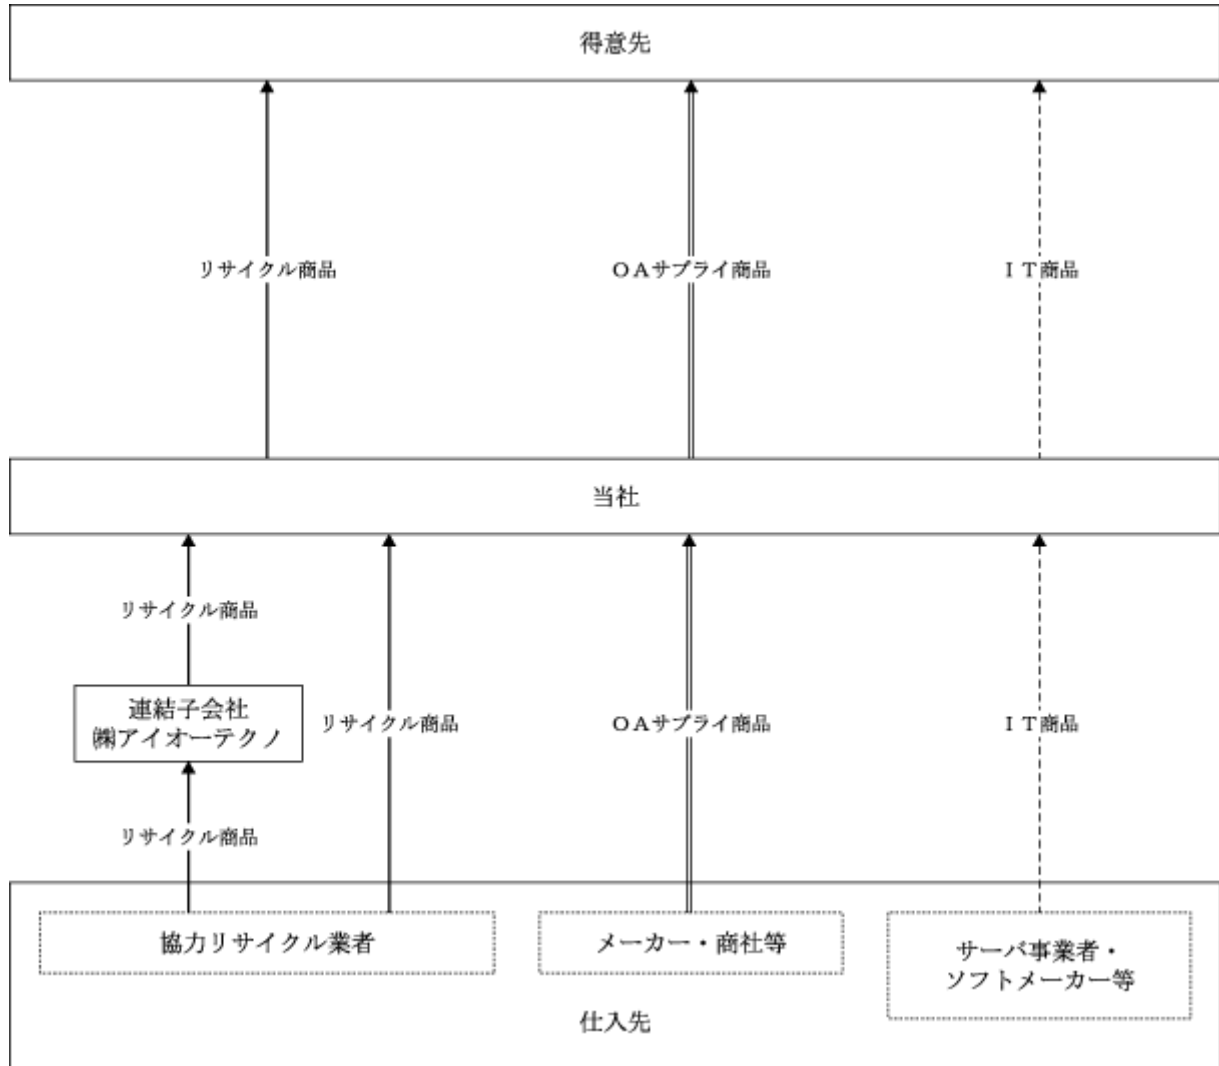 得意先
リサイクル商品
ＯＡサプライ商品
ＩＴ商品
当社
リサイクル商品
連結子会社
㈱アイオーテクノ
リサイクル商品
ＯＡサプライ商品
ＩＴ商品
リサイクル商品
協力リサイクル業者
メーカー・商社等
サーバ事業者・
ソフトメーカー等
仕入先